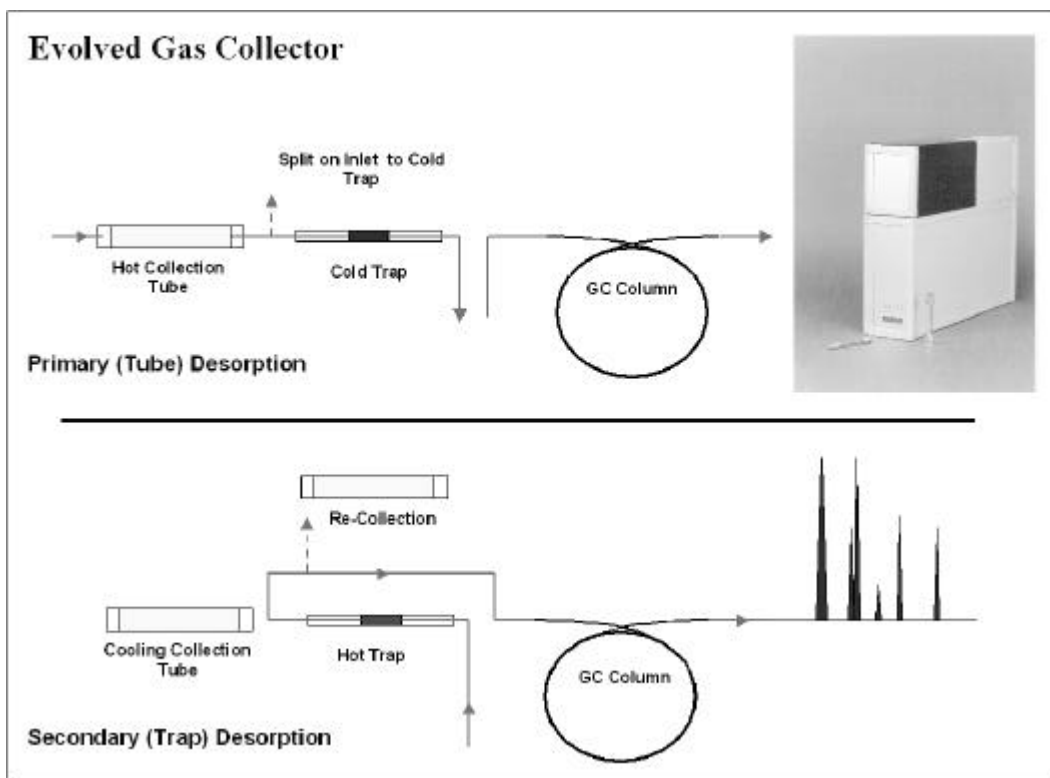 Evolved Gas Collector
Split on Inlet to Cold
Trap
Hot Collection
Tube
Cold Trap
GC Column
Primary (Tube) Desorption
Re-Collection
Cooling Collection
Tube
Hot Trap
GC Column
Secondary (Trap) Desorption